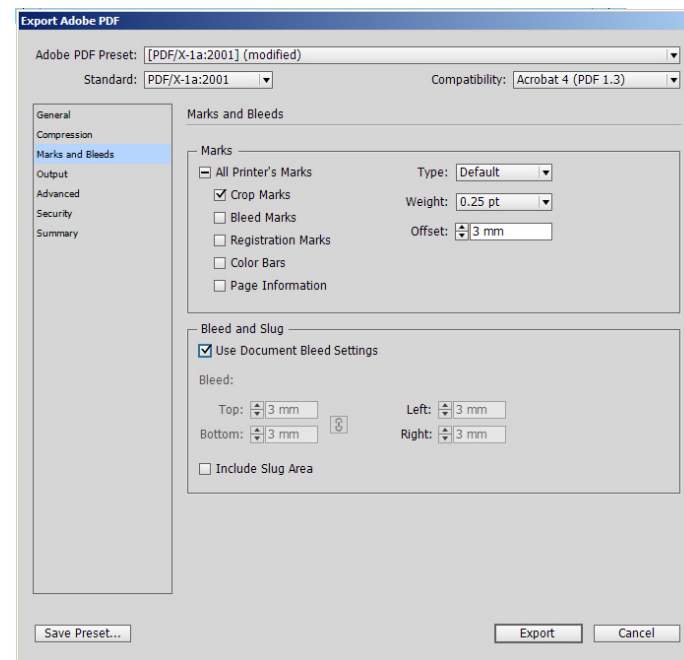 Export Adobe PDF
Adobe PDF Preset: [PDF/X-1a:2001] (modified)
Standard: PDF/X-1a:2001 Compatibility: Acrobat 4 (PDF 1.3)
General
Compression
Marks and Bleeds
Output
Advanced
Security
Summary
Marks and Bleeds
Marks
All Printer's Marks
Crop Marks
Bleed Marks
Registration Marks
Color Bars
Page Information
Type: Default
Weight: 0.25 pt
Offset: 3 mm
Bleed and Slug
Use Document Bleed Settings
Bleed:
Top: 3 mm Left: 3 mm
Bottom: 3 mm Right: 3 mm
Include Slug Area
Save Preset... Export Cancel